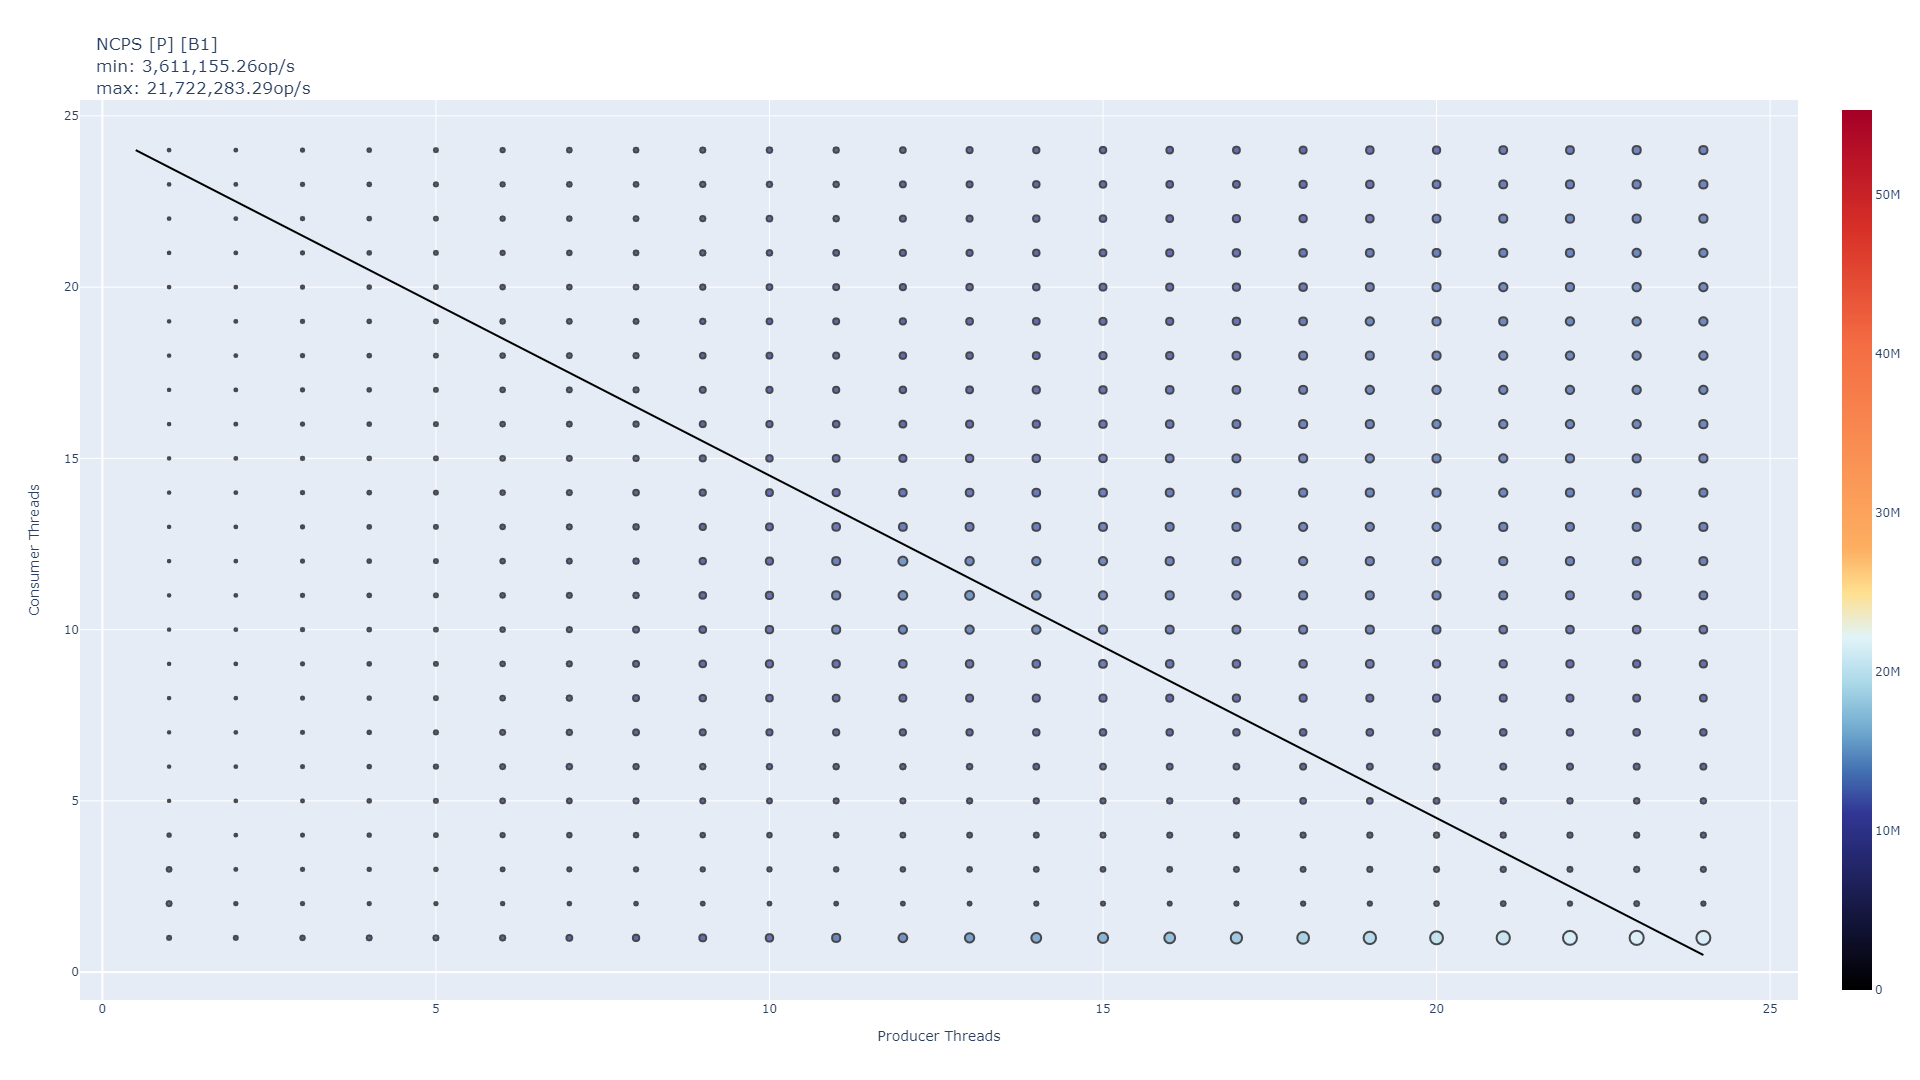 NCPS [P] [B1]
min: 3,611,155.26op/s
max: 21,722,283.29op/s
25
20
15
10
5
0
Consumer Threads
0
5
10
15
20
25
Producer Threads
50M
40M
30M
20M
10M
0